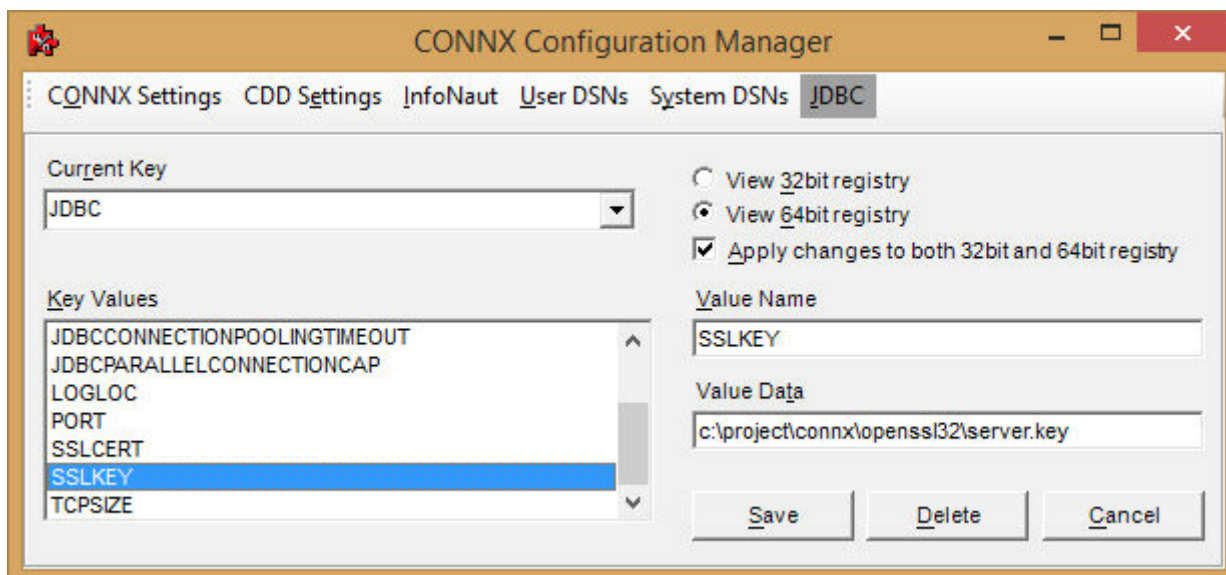 CONNX Configuration Manager
CONNX Settings CDD Settings InfoNaut User DSNs System DSNs JDBC
Current Key
JDBC
View 32bit registry
View 64bit registry
Apply changes to both 32bit and 64bit registry
Key Values
JDBCCONNECTIONPOOLINGTIMEOUT
JDBCPARALLELCONNECTIONCAP
LOGLOC
PORT
SSLCERT
SSLKEY
TCPSIZE
Value Name
SSLKEY
Value Data
c:\project\connx\openssl32\server.key
Save Delete Cancel